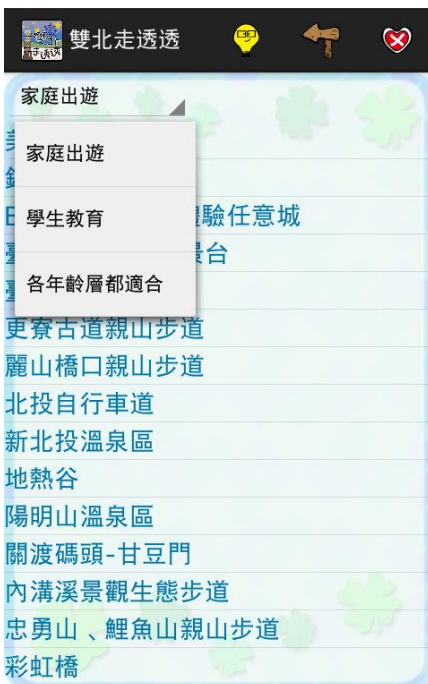 雙北走透透
家庭出遊
家庭出遊
學生教育
各年齡層都適合
驗任意城
景台
更寮古道親山步道
麗山橋口親山步道
北投自行車道
新北投溫泉區
地熱谷
陽明山溫泉區
關渡碼頭-甘豆門
內溝溪景觀生態步道
忠勇山、鯉魚山親山步道
彩虹橋